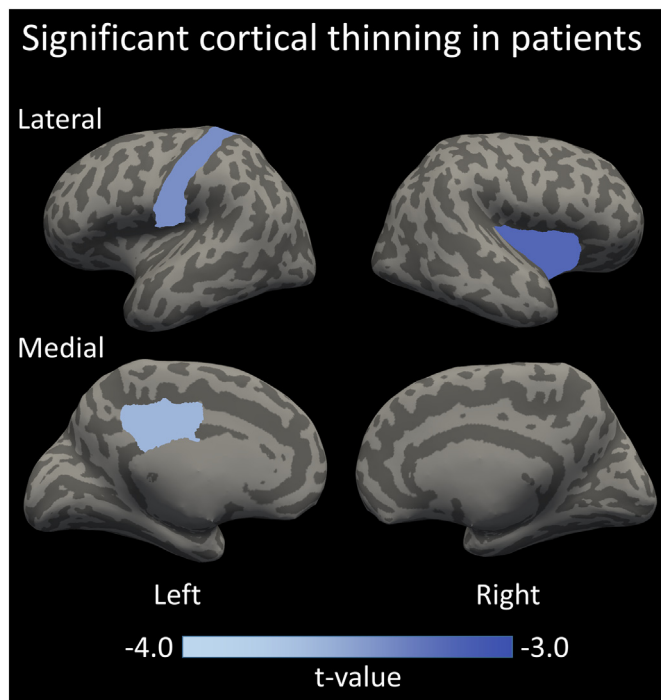 Significant cortical thinning in patients
Lateral
Medial
Left
Right
-4.0
-3.0
t-value